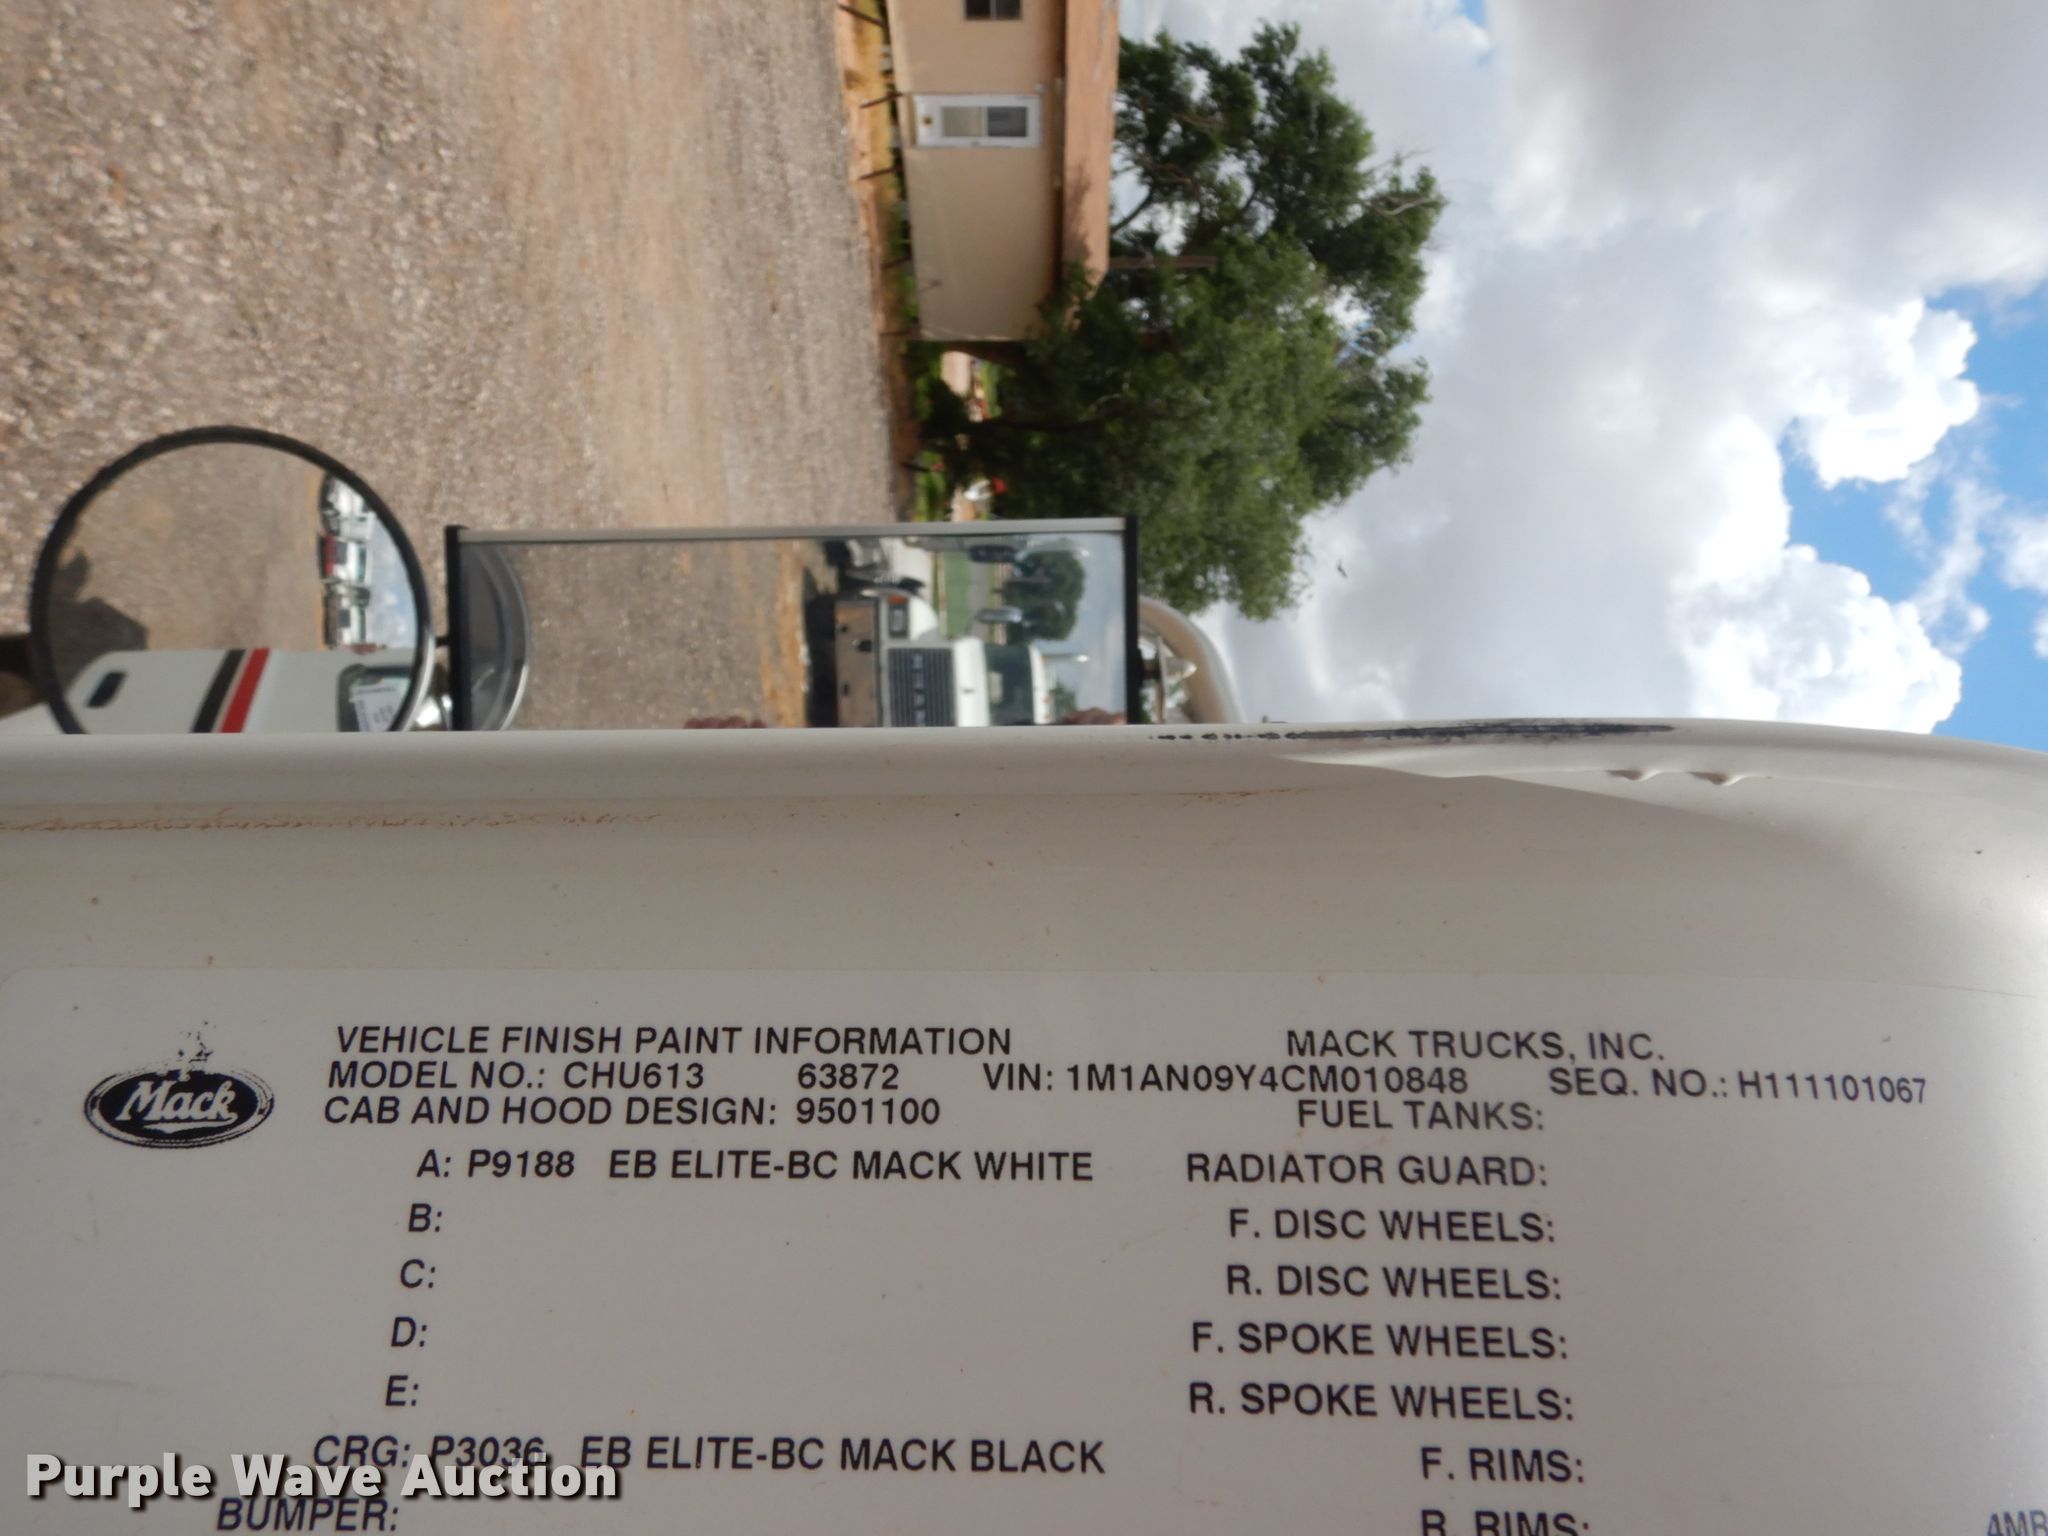 VEHICLE FINISH PAINT INFORMATION MACK TRUCKS, INC.
Mack MODEL NO.: CHU613 63872 VIN: 1M1AN09Y4CM010848 SEQ. NO.: H111101067
CAB AND HOOD DESIGN: 9501100 FUEL TANKS:
A: P9188 EB ELITE-BC MACK WHITE RADIATOR GUARD:
B: F. DISC WHEELS:
C: R. DISC WHEELS:
D: F. SPOKE WHEELS:
E: R. SPOKE WHEELS:
CRG: P3036 EB ELITE-BC MACK BLACK F. RIMS:
BUMPER: R. RIMS: 4MR
Purple Wave Auction